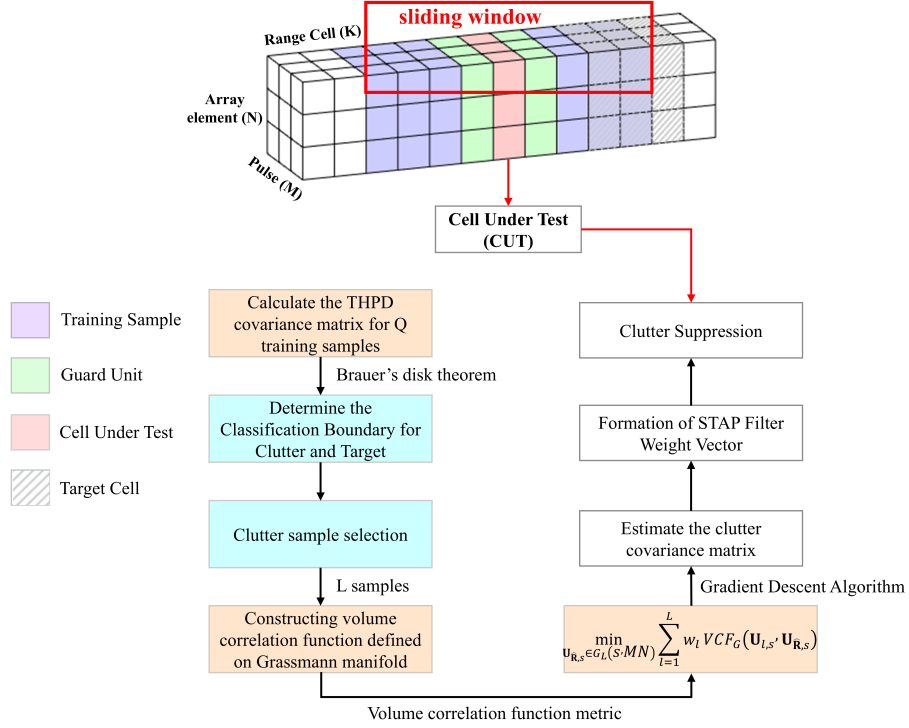 sliding window
Range Cell (K)
Array
element (N)
Pulse (M)
Cell Under Test
(CUT)
Training Sample
Guard Unit
Cell Under Test
Target Cell
Calculate the THPD
covariance matrix for Q
training samples
Brauer’s disk theorem
Determine the
Classification Boundary for
Clutter and Target
Clutter sample selection
L samples
Constructing volume
correlation function defined
on Grassmann manifold
Volume correlation function metric
Clutter Suppression
Formation of STAP Filter
Weight Vector
Estimate the clutter
covariance matrix
Gradient Descent Algorithm
min_{U_{R̂,s}∈G_L(s,MN)} ∑_{l=1}^{L} w_l VCF_G(U_{l,s}, U_{R̂,s})